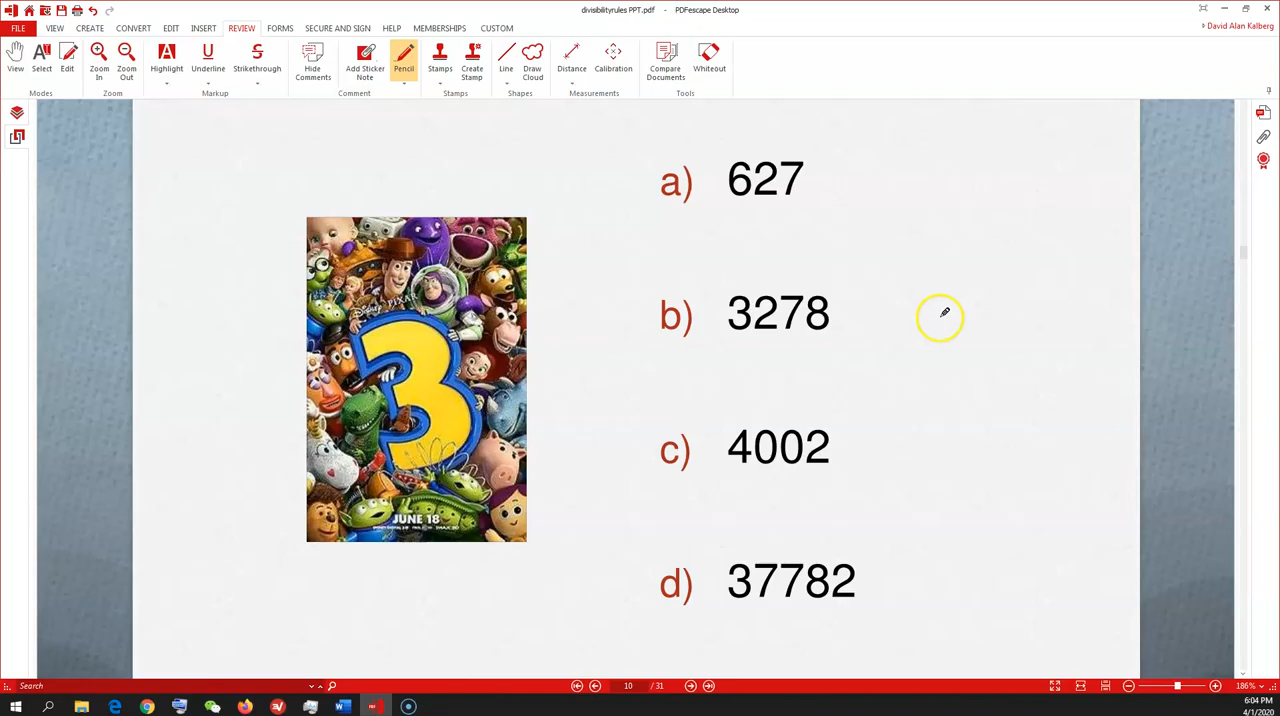 divisibilityrules PPT.pdf - PDFescape Desktop
FILE VIEW CREATE CONVERT EDIT INSERT REVIEW FORMS SECURE AND SIGN HELP MEMBERSHIPS CUSTOM
David Alan Kalberg
View Select Edit Zoom In Zoom Out Highlight Underline Strikethrough Hide Comments Add Sticker Note Pencil Stamps Create Stamp Line Draw Cloud Distance Calibration Compare Documents Whiteout
Modes Zoom Markup Comment Stamps Shapes Measurements Tools
a) 627
b) 3278
c) 4002
d) 37782
DISNEY PIXAR
3
JUNE 18
Search 10 / 31 186%
6:04 PM
4/1/2020